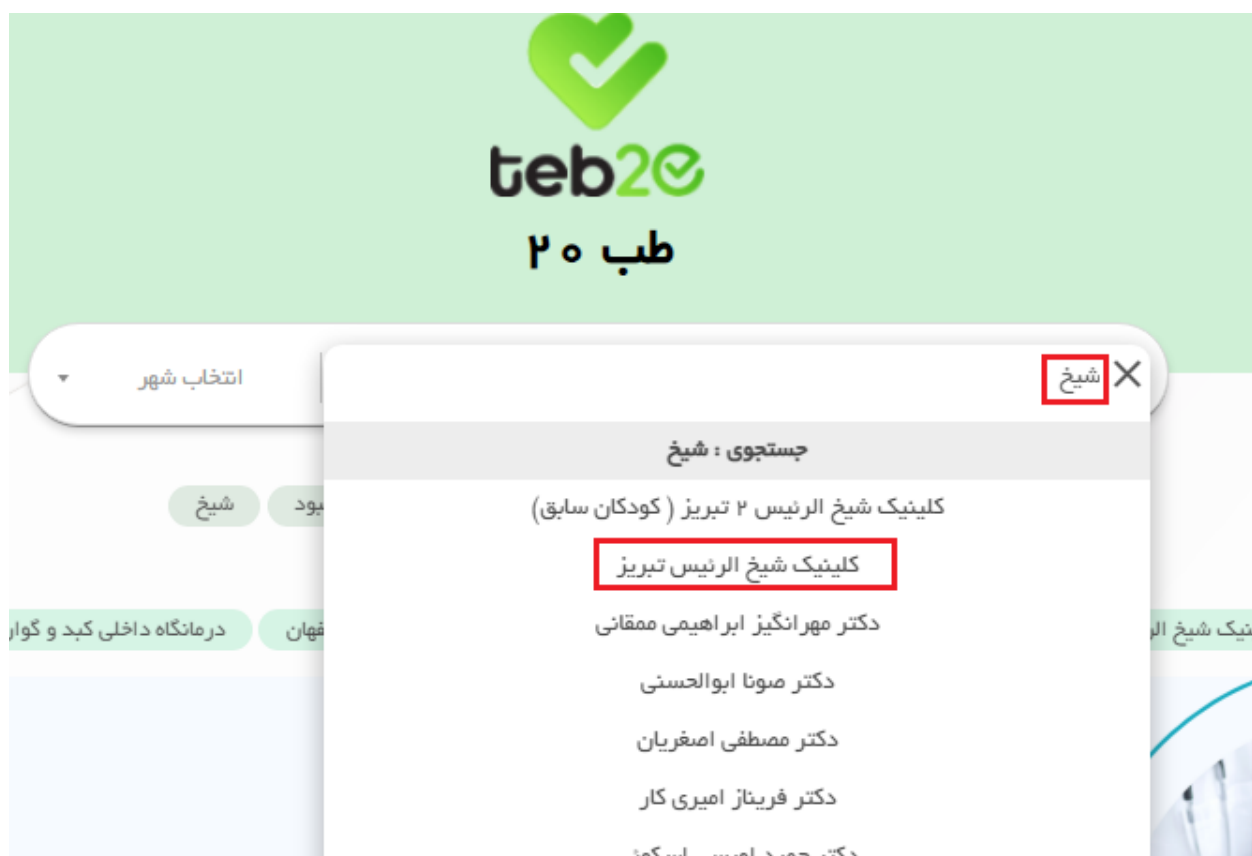 teb20
طب ۲۰
شیخ
انتخاب شهر
جستجوی : شیخ
کلینیک شیخ الرئیس ۲ تبریز ( کودکان سابق)
شیخ
کلینیک شیخ الرئیس تبریز
دکتر مهرانگیز ابراهیمی ممقانی
درمانگاه داخلی کبد و گوار
دکتر صونا ابوالحسنی
دکتر مصطفی اصغریان
دکتر فریناز امیری کار